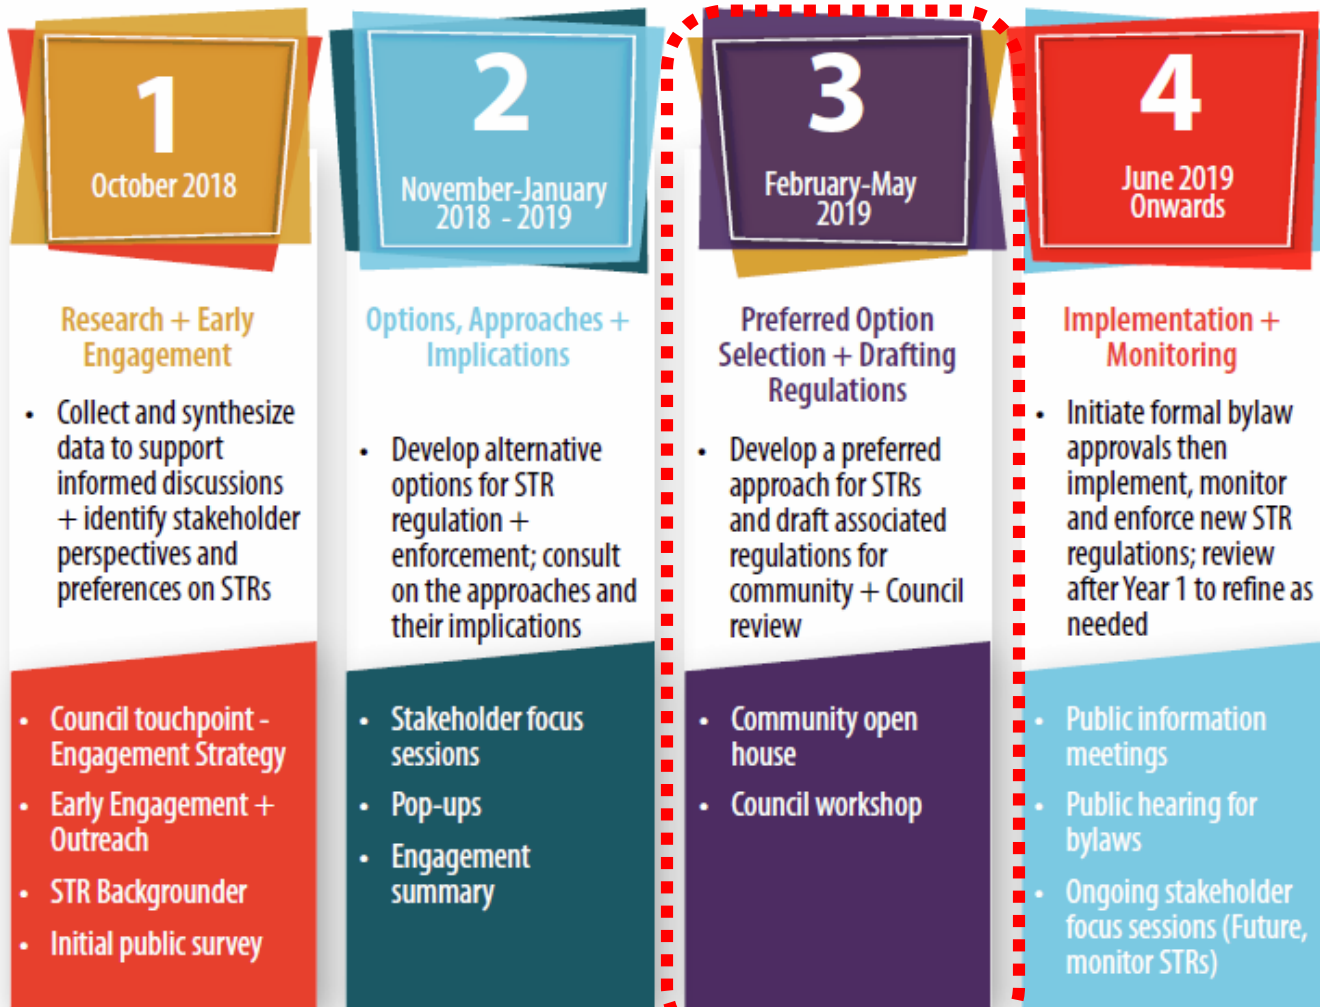 1
October 2018
Research + Early
Engagement
• Collect and synthesize
data to support
informed discussions
+ identify stakeholder
perspectives and
preferences on STRs
• Council touchpoint -
Engagement Strategy
• Early Engagement +
Outreach
• STR Backgrounder
• Initial public survey
2
November-January
2018 - 2019
Options, Approaches +
Implications
• Develop alternative
options for STR
regulation +
enforcement; consult
on the approaches and
their implications
• Stakeholder focus
sessions
• Pop-ups
• Engagement
summary
3
February-May
2019
Preferred Option
Selection + Drafting
Regulations
• Develop a preferred
approach for STRs
and draft associated
regulations for
community + Council
review
• Community open
house
• Council workshop
4
June 2019
Onwards
Implementation +
Monitoring
• Initiate formal bylaw
approvals then
implement, monitor
and enforce new STR
regulations; review
after Year 1 to refine as
needed
• Public information
meetings
• Public hearing for
bylaws
• Ongoing stakeholder
focus sessions (Future,
monitor STRs)